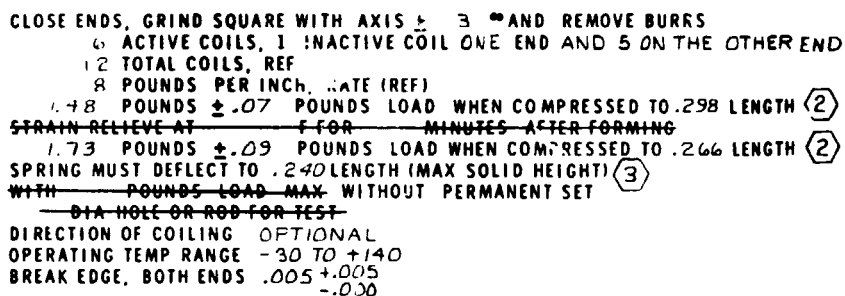 CLOSE ENDS, GRIND SQUARE WITH AXIS ± 3 ° AND REMOVE BURRS
6 ACTIVE COILS, 1 INACTIVE COIL ONE END AND 5 ON THE OTHER END
12 TOTAL COILS, REF
8 POUNDS PER INCH, RATE (REF)
1.48 POUNDS ±.07 POUNDS LOAD WHEN COMPRESSED TO .298 LENGTH 2
STRAIN RELIEVE AT F FOR MINUTES AFTER FORMING
1.73 POUNDS ±.09 POUNDS LOAD WHEN COMPRESSED TO .266 LENGTH 2
SPRING MUST DEFLECT TO .240 LENGTH (MAX SOLID HEIGHT) 3
WITH POUNDS LOAD MAX WITHOUT PERMANENT SET
DIA HOLE OR ROD FOR TEST
DIRECTION OF COILING OPTIONAL
OPERATING TEMP RANGE -30 TO +140
BREAK EDGE, BOTH ENDS .005 +.005
-.000